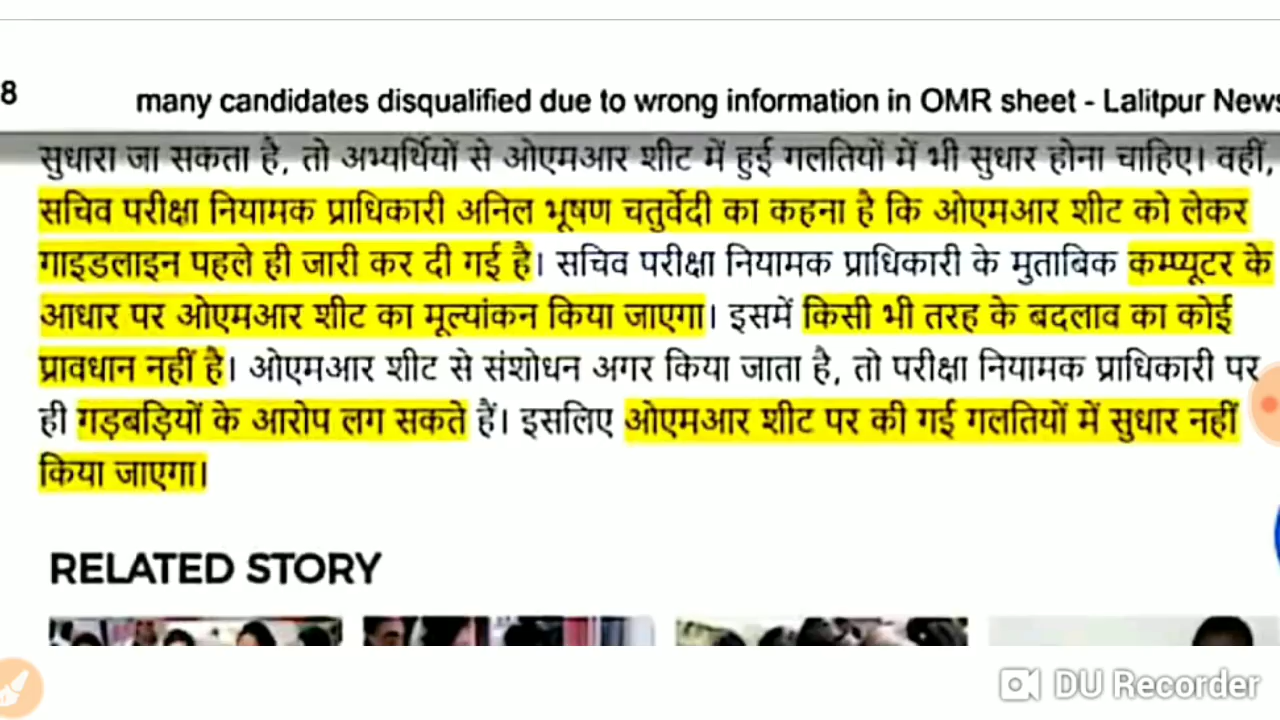 8 many candidates disqualified due to wrong information in OMR sheet - Lalitpur News
सुधारा जा सकता है, तो अभ्यर्थियों से ओएमआर शीट में हुई गलतियों में भी सुधार होना चाहिए। वहीं,
सचिव परीक्षा नियामक प्राधिकारी अनिल भूषण चतुर्वेदी का कहना है कि ओएमआर शीट को लेकर
गाइडलाइन पहले ही जारी कर दी गई है। सचिव परीक्षा नियामक प्राधिकारी के मुताबिक कम्प्यूटर के
आधार पर ओएमआर शीट का मूल्यांकन किया जाएगा। इसमें किसी भी तरह के बदलाव का कोई
प्रावधान नहीं है। ओएमआर शीट से संशोधन अगर किया जाता है, तो परीक्षा नियामक प्राधिकारी पर
ही गड़बड़ियों के आरोप लग सकते हैं। इसलिए ओएमआर शीट पर की गई गलतियों में सुधार नहीं
किया जाएगा।
RELATED STORY
DU Recorder